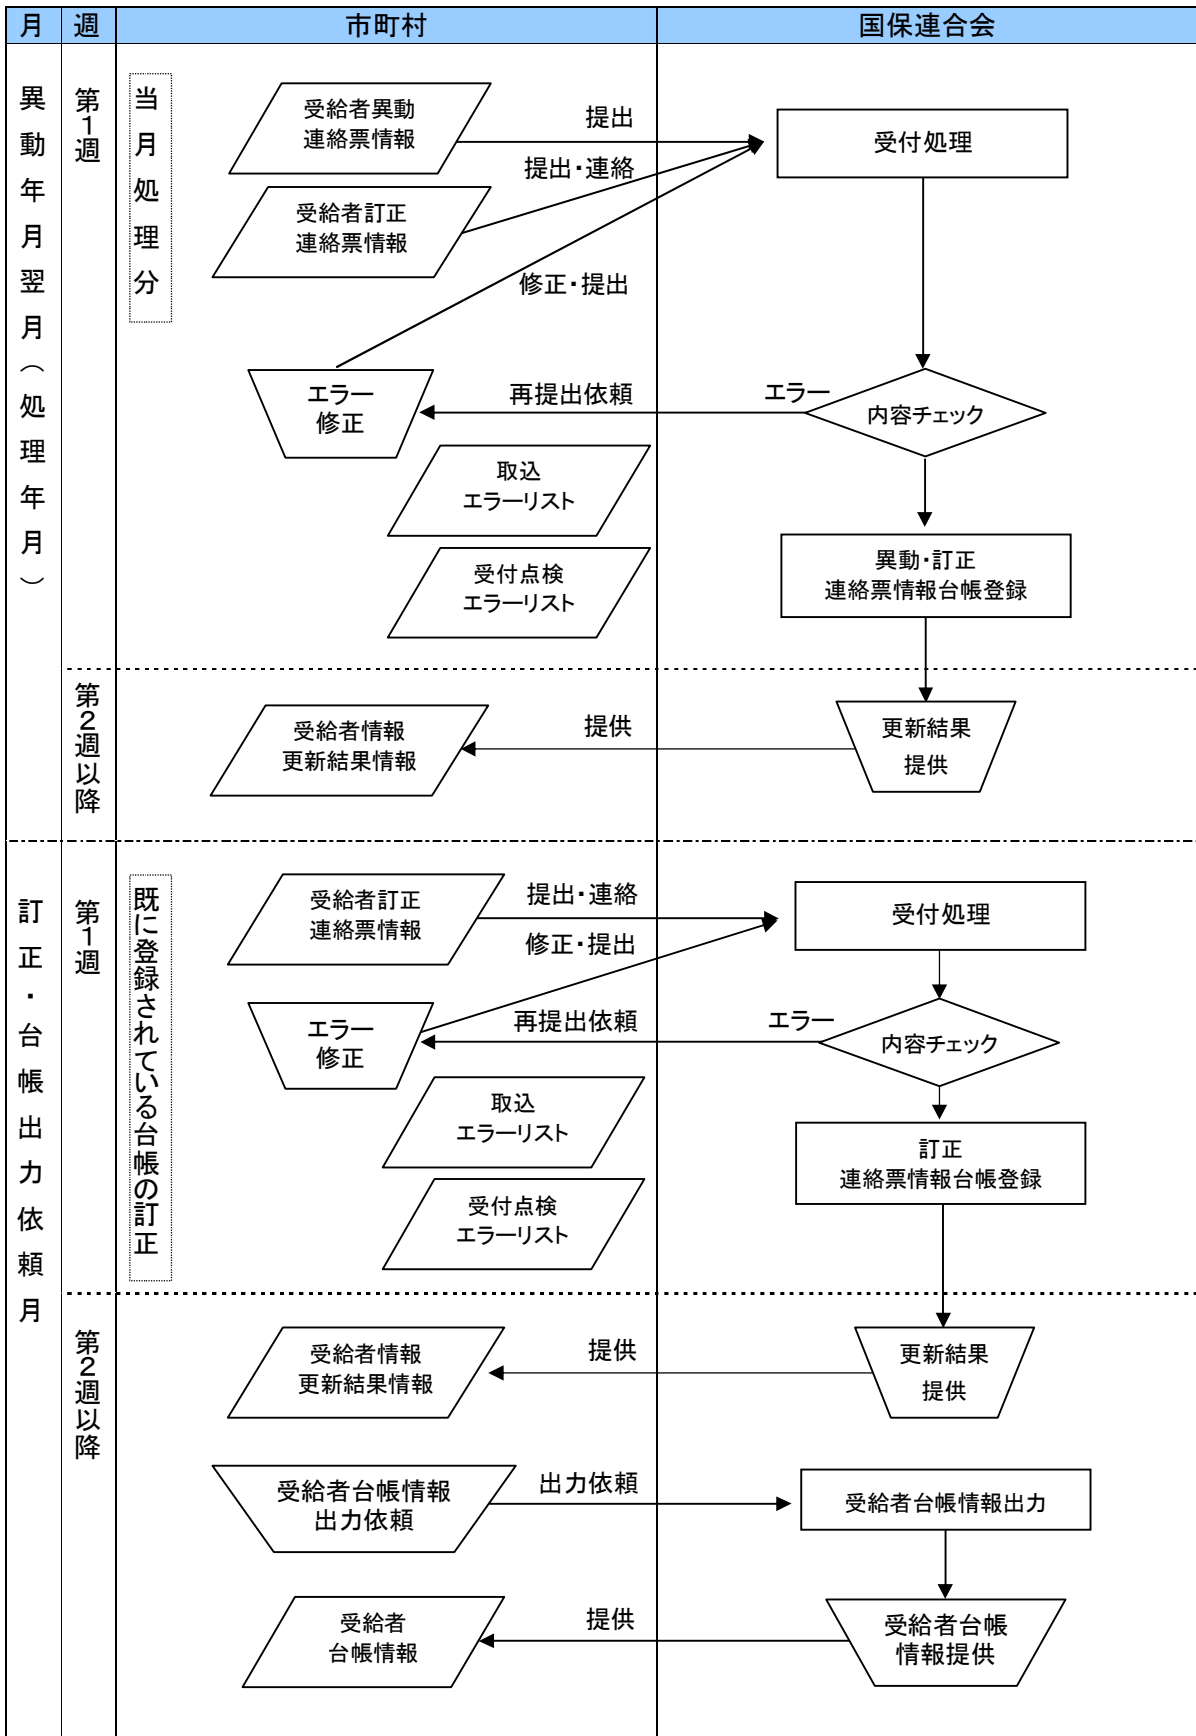 月
週
市町村
国保連合会
異動年月翌月（処理年月）
第1週
当月処理分
受給者異動
連絡票情報
提出
受付処理
提出・連絡
受給者訂正
連絡票情報
修正・提出
エラー
修正
再提出依頼
エラー
内容チェック
取込
エラーリスト
受付点検
エラーリスト
異動・訂正
連絡票情報台帳登録
第2週以降
受給者情報
更新結果情報
提供
更新結果
提供
訂正・台帳出力依頼月
第1週
既に登録されている台帳の訂正
受給者訂正
連絡票情報
提出・連絡
受付処理
修正・提出
エラー
修正
再提出依頼
エラー
内容チェック
取込
エラーリスト
訂正
連絡票情報台帳登録
受付点検
エラーリスト
第2週以降
受給者情報
更新結果情報
提供
更新結果
提供
受給者台帳情報
出力依頼
出力依頼
受給者台帳情報出力
受給者
台帳情報
提供
受給者台帳
情報提供